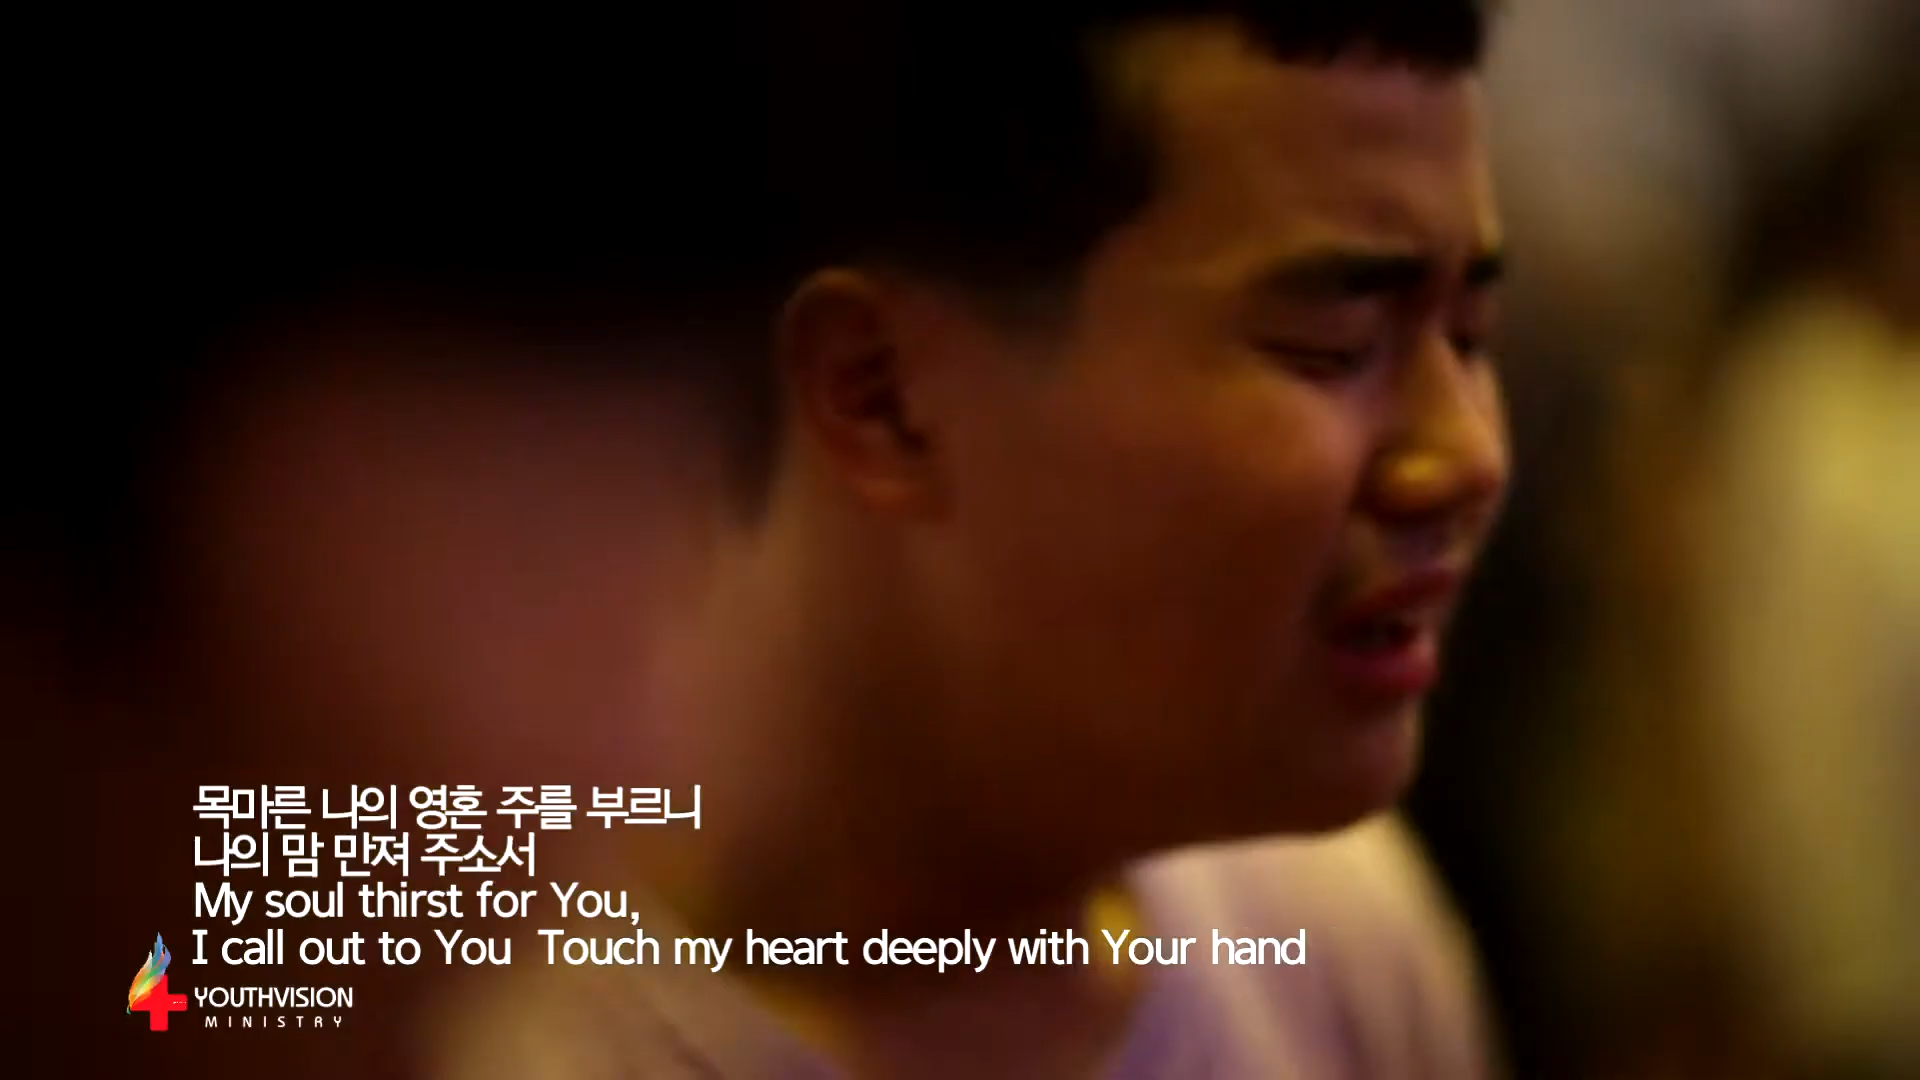 목마른 나의 영혼 주를 부르니
나의 맘 만져 주소서
My soul thirst for You,
I call out to You  Touch my heart deeply with Your hand
YOUTHVISION
MINISTRY